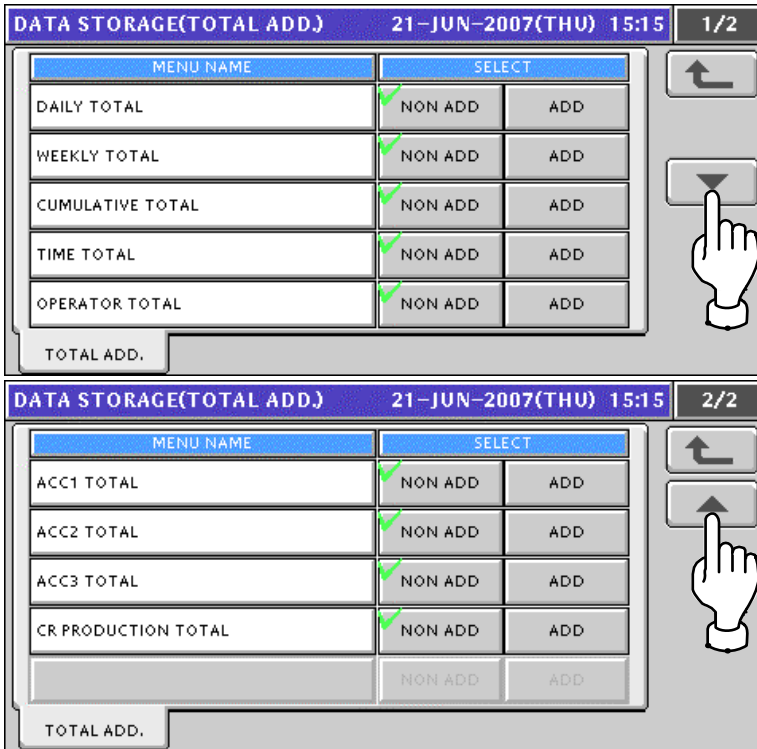 DATA STORAGE(TOTAL ADD.) 21-JUN-2007(THU) 15:15 1/2
MENU NAME SELECT
DAILY TOTAL NON ADD ADD
WEEKLY TOTAL NON ADD ADD
CUMULATIVE TOTAL NON ADD ADD
TIME TOTAL NON ADD ADD
OPERATOR TOTAL NON ADD ADD
TOTAL ADD.
DATA STORAGE(TOTAL ADD.) 21-JUN-2007(THU) 15:15 2/2
MENU NAME SELECT
ACC1 TOTAL NON ADD ADD
ACC2 TOTAL NON ADD ADD
ACC3 TOTAL NON ADD ADD
CR PRODUCTION TOTAL NON ADD ADD
NON ADD ADD
TOTAL ADD.